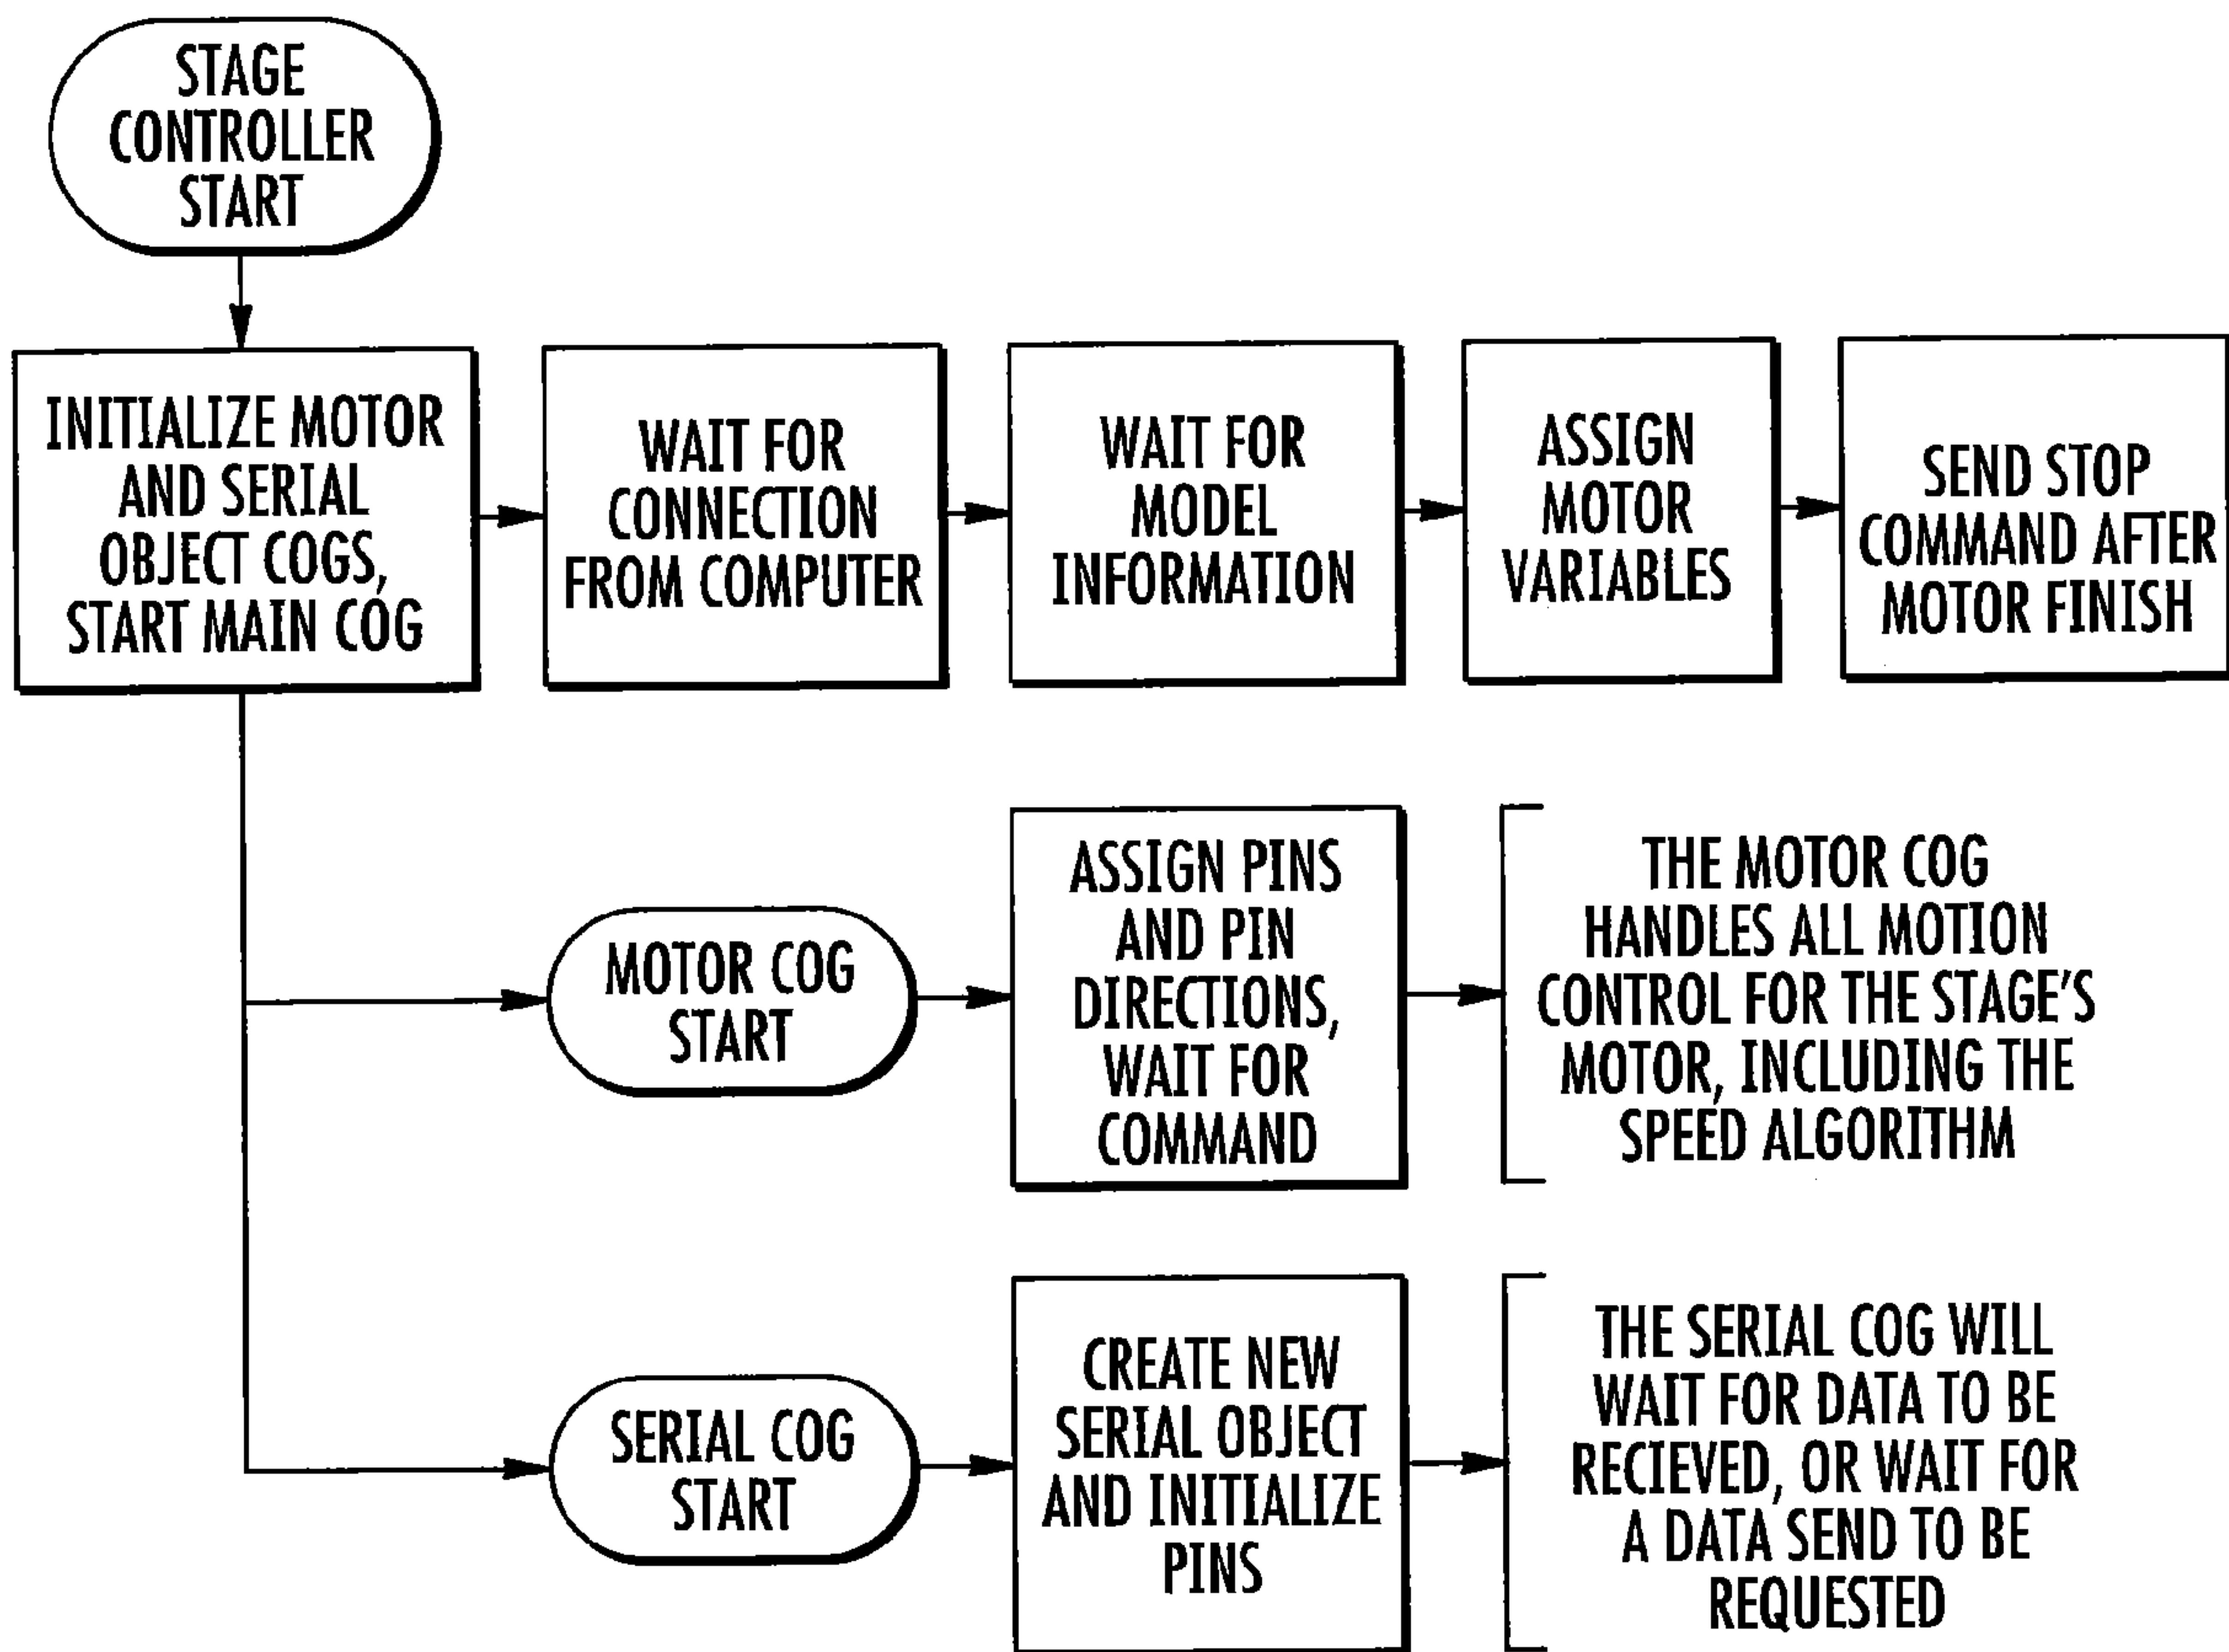 STAGE
CONTROLLER
START
INITIALIZE MOTOR
AND SERIAL
OBJECT COGS,
START MAIN COG
WAIT FOR
CONNECTION
FROM COMPUTER
WAIT FOR
MODEL
INFORMATION
ASSIGN
MOTOR
VARIABLES
SEND STOP
COMMAND AFTER
MOTOR FINISH
MOTOR COG
START
ASSIGN PINS
AND PIN
DIRECTIONS,
WAIT FOR
COMMAND
THE MOTOR COG
HANDLES ALL MOTION
CONTROL FOR THE STAGE'S
MOTOR, INCLUDING THE
SPEED ALGORITHM
SERIAL COG
START
CREATE NEW
SERIAL OBJECT
AND INITIALIZE
PINS
THE SERIAL COG WILL
WAIT FOR DATA TO BE
RECIEVED, OR WAIT FOR
A DATA SEND TO BE
REQUESTED